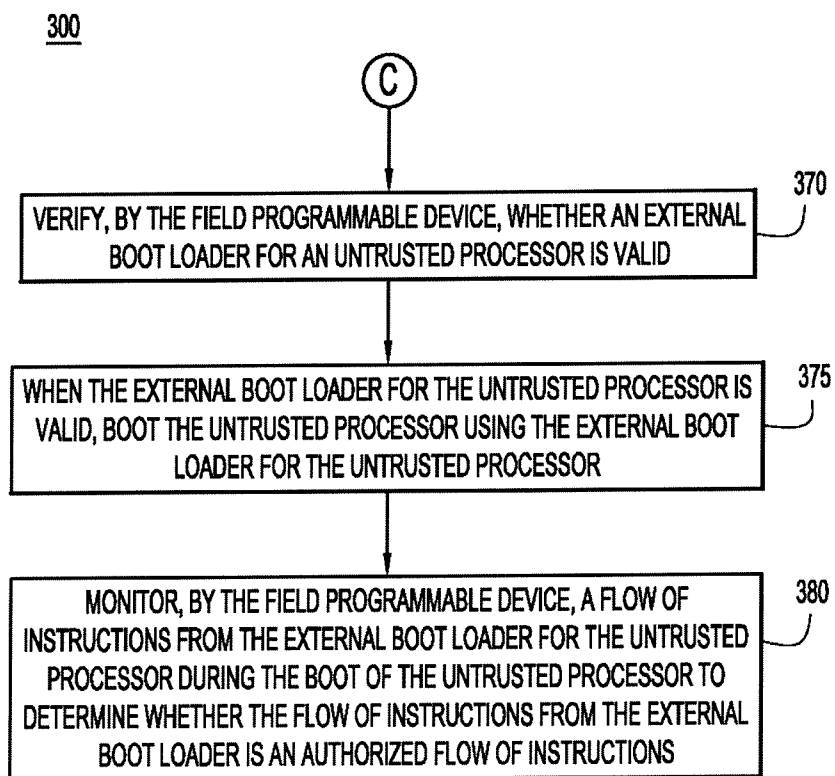 300
C
VERIFY, BY THE FIELD PROGRAMMABLE DEVICE, WHETHER AN EXTERNAL
BOOT LOADER FOR AN UNTRUSTED PROCESSOR IS VALID
370
WHEN THE EXTERNAL BOOT LOADER FOR THE UNTRUSTED PROCESSOR IS
VALID, BOOT THE UNTRUSTED PROCESSOR USING THE EXTERNAL BOOT
LOADER FOR THE UNTRUSTED PROCESSOR
375
MONITOR, BY THE FIELD PROGRAMMABLE DEVICE, A FLOW OF
INSTRUCTIONS FROM THE EXTERNAL BOOT LOADER FOR THE UNTRUSTED
PROCESSOR DURING THE BOOT OF THE UNTRUSTED PROCESSOR TO
DETERMINE WHETHER THE FLOW OF INSTRUCTIONS FROM THE EXTERNAL
BOOT LOADER IS AN AUTHORIZED FLOW OF INSTRUCTIONS
380